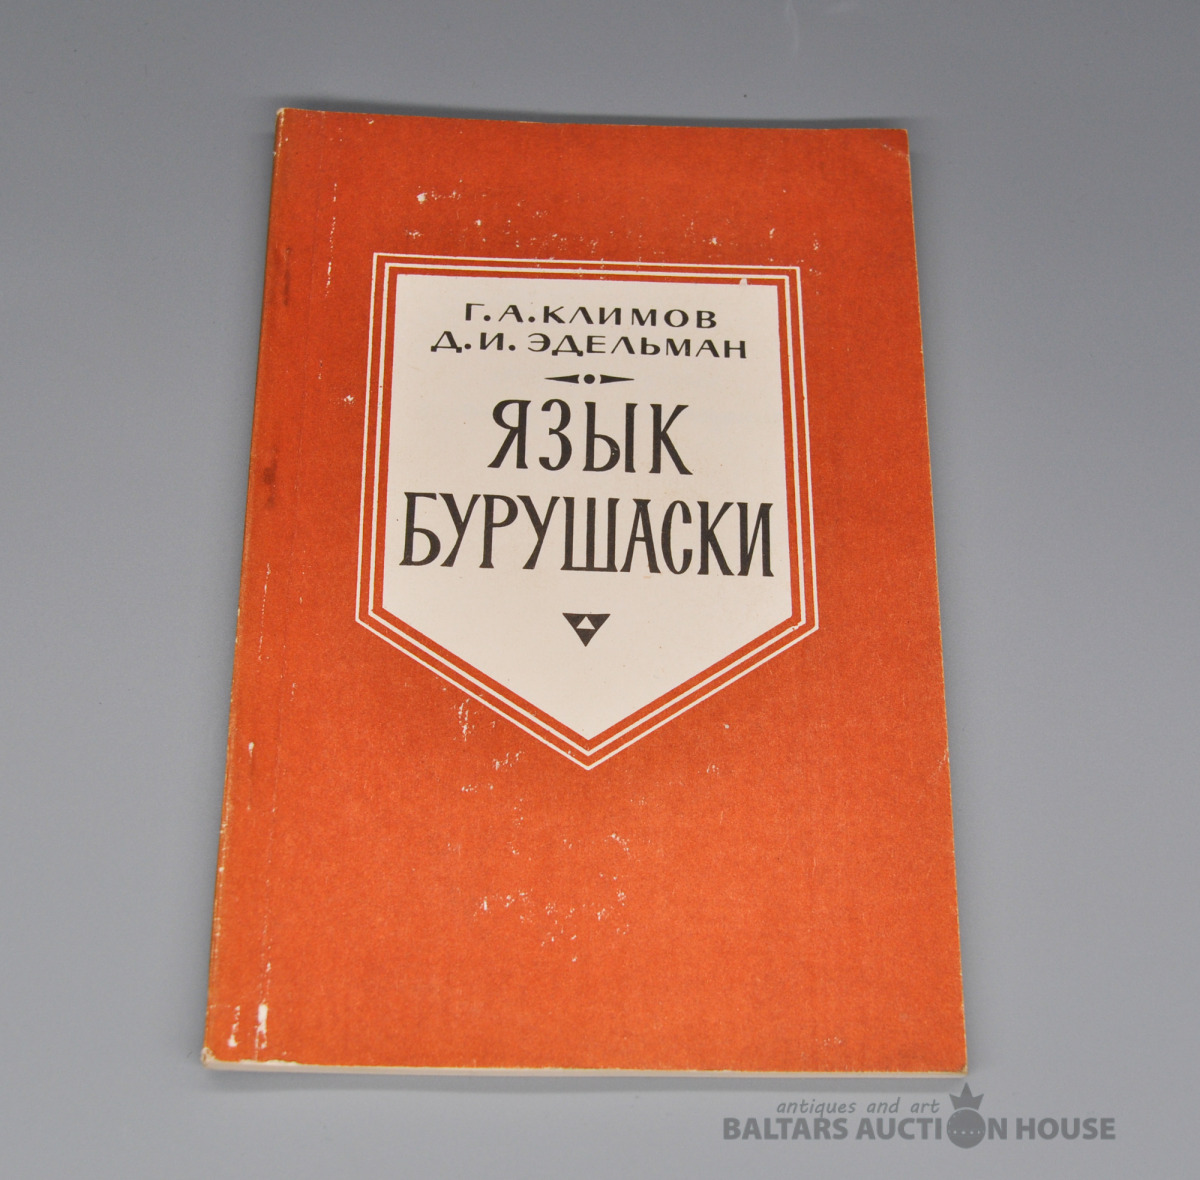 Г.А.КЛИМОВ
Д.И.ЭДЕЛЬМАН
ЯЗЫК
БУРУШАСКИ
antiques and art
BALTARS AUCTION HOUSE